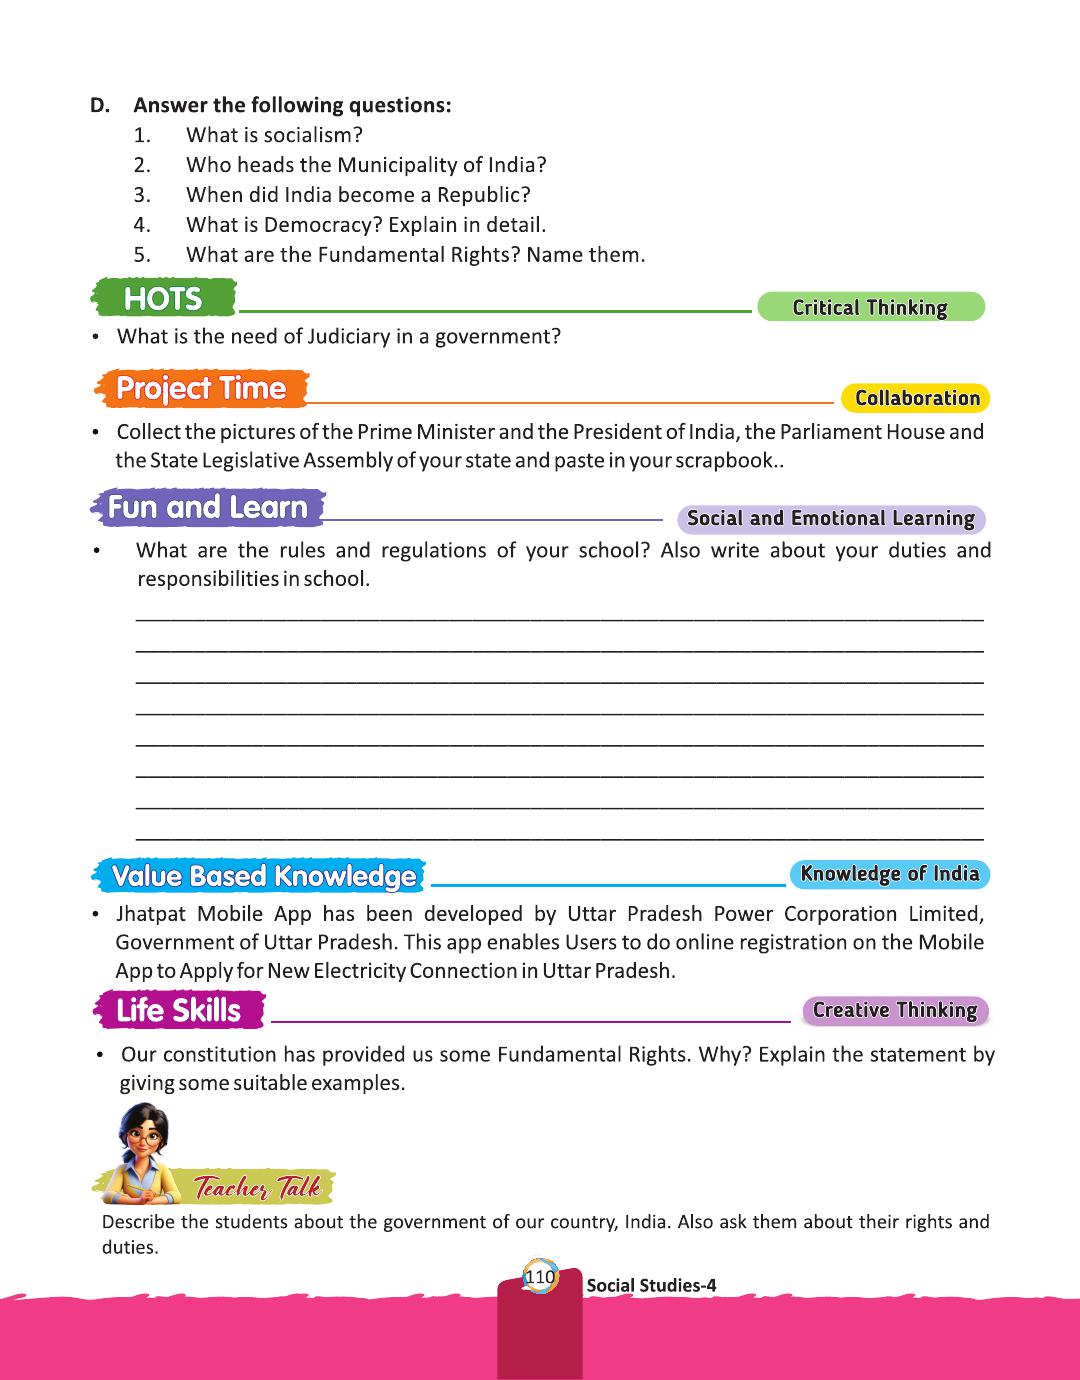 D. Answer the following questions:
1. What is socialism?
2. Who heads the Municipality of India?
3. When did India become a Republic?
4. What is Democracy? Explain in detail.
5. What are the Fundamental Rights? Name them.
HOTS
Critical Thinking
• What is the need of Judiciary in a government?
Project Time
Collaboration
• Collect the pictures of the Prime Minister and the President of India, the Parliament House and
the State Legislative Assembly of your state and paste in your scrapbook..
Fun and Learn
Social and Emotional Learning
• What are the rules and regulations of your school? Also write about your duties and
responsibilities in school.
Value Based Knowledge
Knowledge of India
• Jhatpat Mobile App has been developed by Uttar Pradesh Power Corporation Limited,
Government of Uttar Pradesh. This app enables Users to do online registration on the Mobile
App to Apply for New Electricity Connection in Uttar Pradesh.
Life Skills
Creative Thinking
• Our constitution has provided us some Fundamental Rights. Why? Explain the statement by
giving some suitable examples.
Teacher Talk
Describe the students about the government of our country, India. Also ask them about their rights and
duties.
110
Social Studies-4